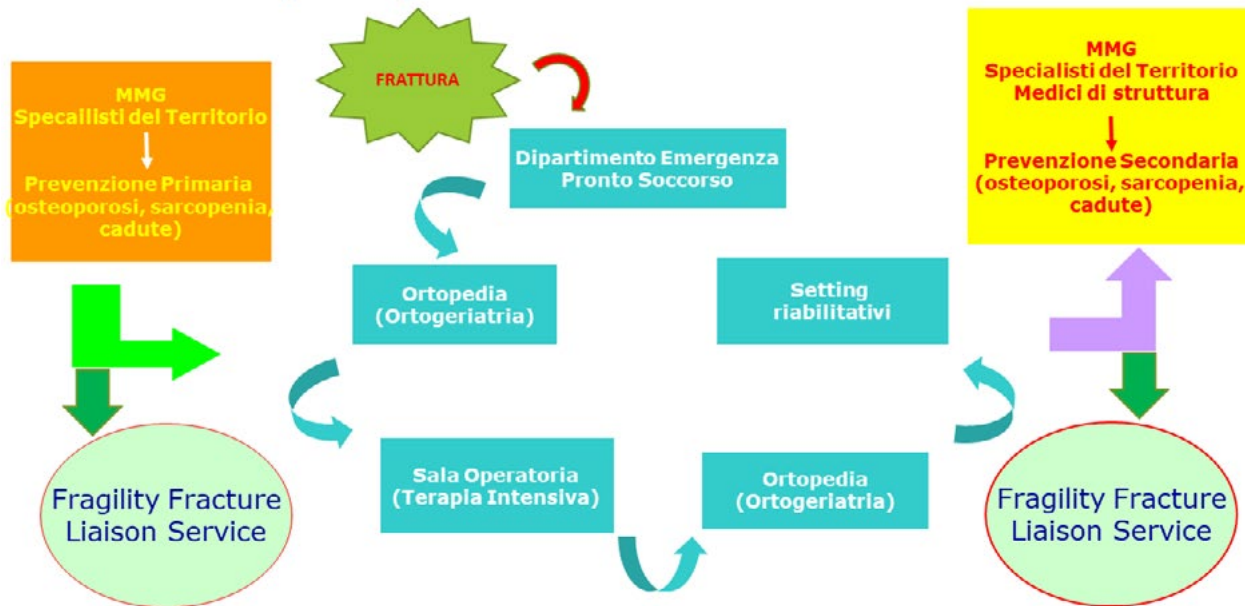 MMG
Specailisti del Territorio
Prevenzione Primaria
(osteoporosi, sarcopenia,
cadute)
FRATTURA
Dipartimento Emergenza
Pronto Soccorso
Ortopedia
(Ortogeriatria)
Sala Operatoria
(Terapia Intensiva)
Ortopedia
(Ortogeriatria)
Setting
riabilitativi
MMG
Specialisti del Territorio
Medici di struttura
Prevenzione Secondaria
(osteoporosi, sarcopenia,
cadute)
Fragility Fracture
Liaison Service
Fragility Fracture
Liaison Service